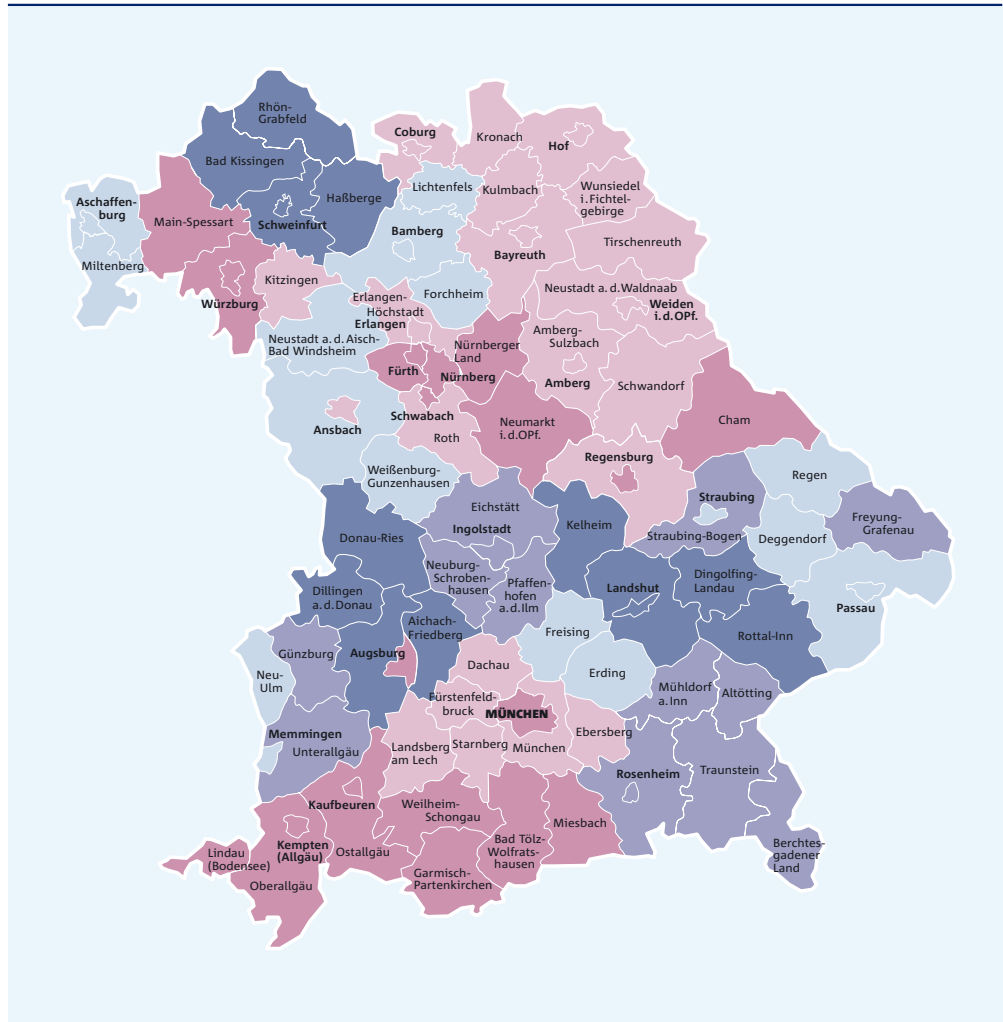 Rhön-
Grabfeld
Coburg
Kronach
Hof
Bad Kissingen
Haßberge
Lichtenfels
Kulmbach
Wunsiedel
i. Fichtel-
gebirge
Aschaffen-
burg
Main-Spessart
Schweinfurt
Bamberg
Bayreuth
Tirschenreuth
Miltenberg
Kitzingen
Würzburg
Erlangen-
Höchstadt
Erlangen
Forchheim
Neustadt a. d. Waldnaab
Weiden
i. d. OPf.
Neustadt a. d. Aisch-
Bad Windsheim
Nürnberger
Land
Amberg-
Sulzbach
Fürth
Nürnberg
Amberg
Schwandorf
Ansbach
Schwabach
Roth
Neumarkt
i. d. OPf.
Cham
Weißenburg-
Gunzenhausen
Regensburg
Regen
Eichstätt
Ingolstadt
Kelheim
Straubing
Straubing-Bogen
Deggendorf
Freyung-
Grafenau
Donau-Ries
Neuburg-
Schroben-
hausen
Pfaffen-
hofen
a. d. Ilm
Landshut
Dingolfing-
Landau
Passau
Dillingen
a. d. Donau
Aichach-
Friedberg
Freising
Rottal-Inn
Günzburg
Augsburg
Dachau
Erding
Neu-
Ulm
Mühldorf
a. Inn
Altötting
Fürstenfeld-
bruck
MÜNCHEN
Memmingen
Unterallgäu
Landsberg
am Lech
Starnberg
München
Ebersberg
Rosenheim
Traunstein
Kaufbeuren
Weilheim-
Schongau
Miesbach
Kempten
(Allgäu)
Ostallgäu
Bad Tölz-
Wolfrats-
hausen
Berchtes-
gadener
Land
Lindau
(Bodensee)
Oberallgäu
Garmisch-
Partenkirchen